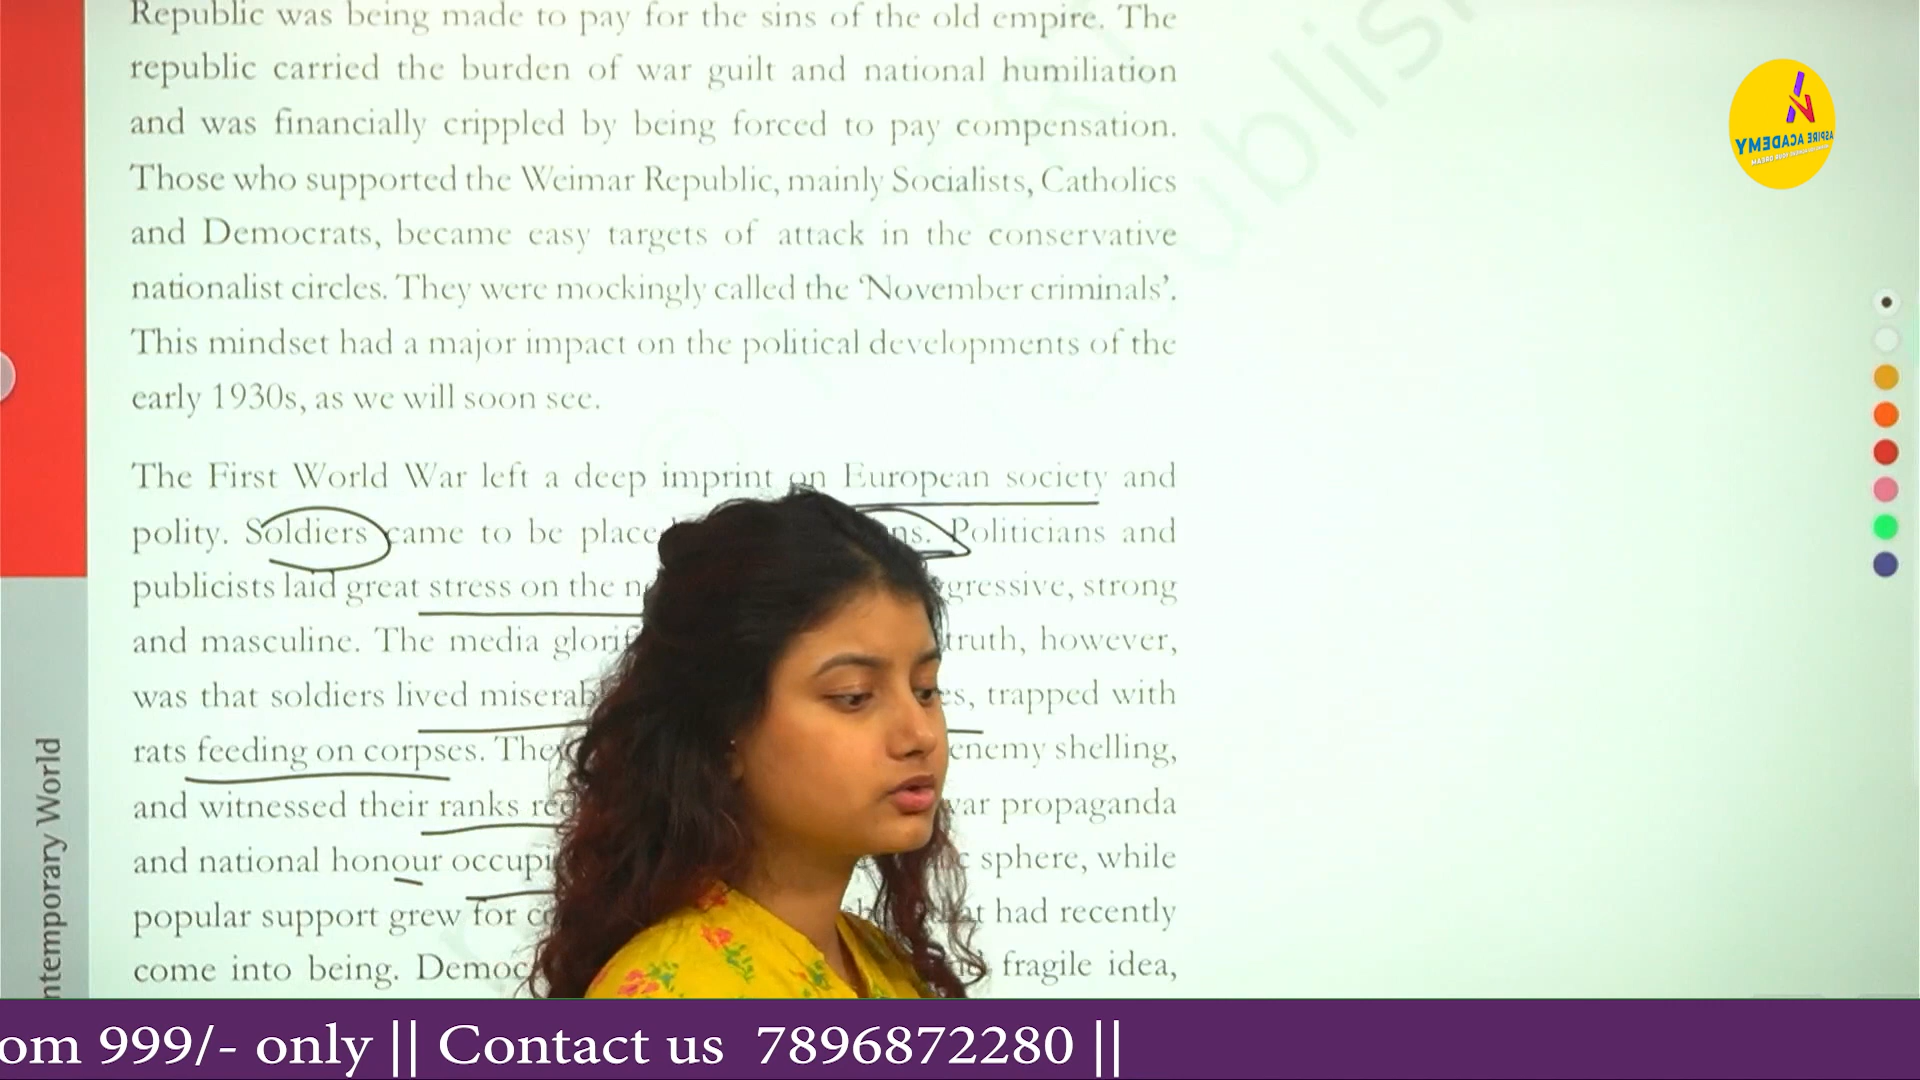 Republic was being made to pay for the sins of the old empire. The
republic carried the burden of war guilt and national humiliation
and was financially crippled by being forced to pay compensation.
Those who supported the Weimar Republic, mainly Socialists, Catholics
and Democrats, became easy targets of attack in the conservative
nationalist circles. They were mockingly called the ‘November criminals’.
This mindset had a major impact on the political developments of the
early 1930s, as we will soon see.
The First World War left a deep imprint on European society and
polity. Soldiers came to be Politicians and
publicists laid great stress on the strong
and masculine. The media truth, however,
was that soldiers lived trapped with
rats feeding on corpses. enemy shelling,
and witnessed their ranks propaganda
and national honour sphere, while
popular support grew for had recently
come into being. fragile idea,
ntemporary World
ASPIRE ACADEMY
om 999/- only || Contact us 7896872280 ||